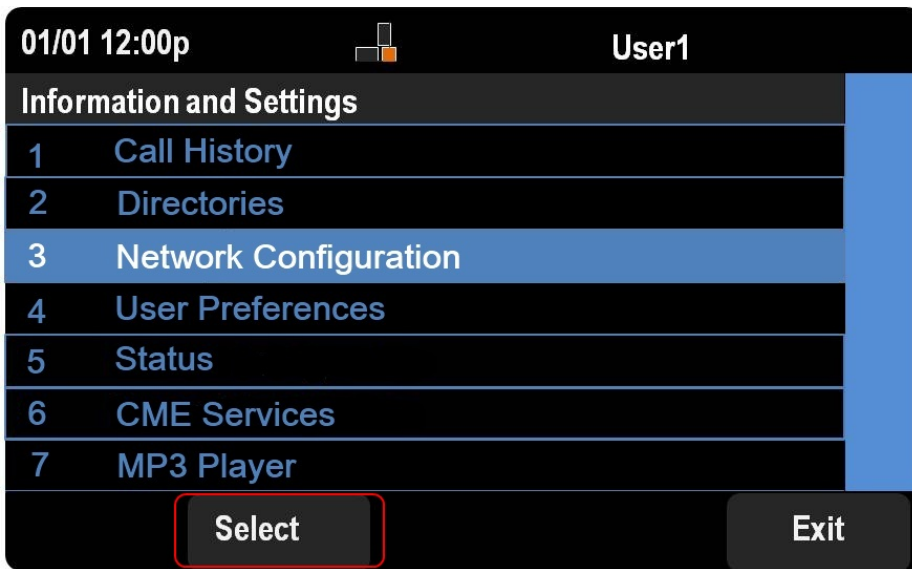 01/01 12:00p User1
Information and Settings
1 Call History
2 Directories
3 Network Configuration
4 User Preferences
5 Status
6 CME Services
7 MP3 Player
Select Exit